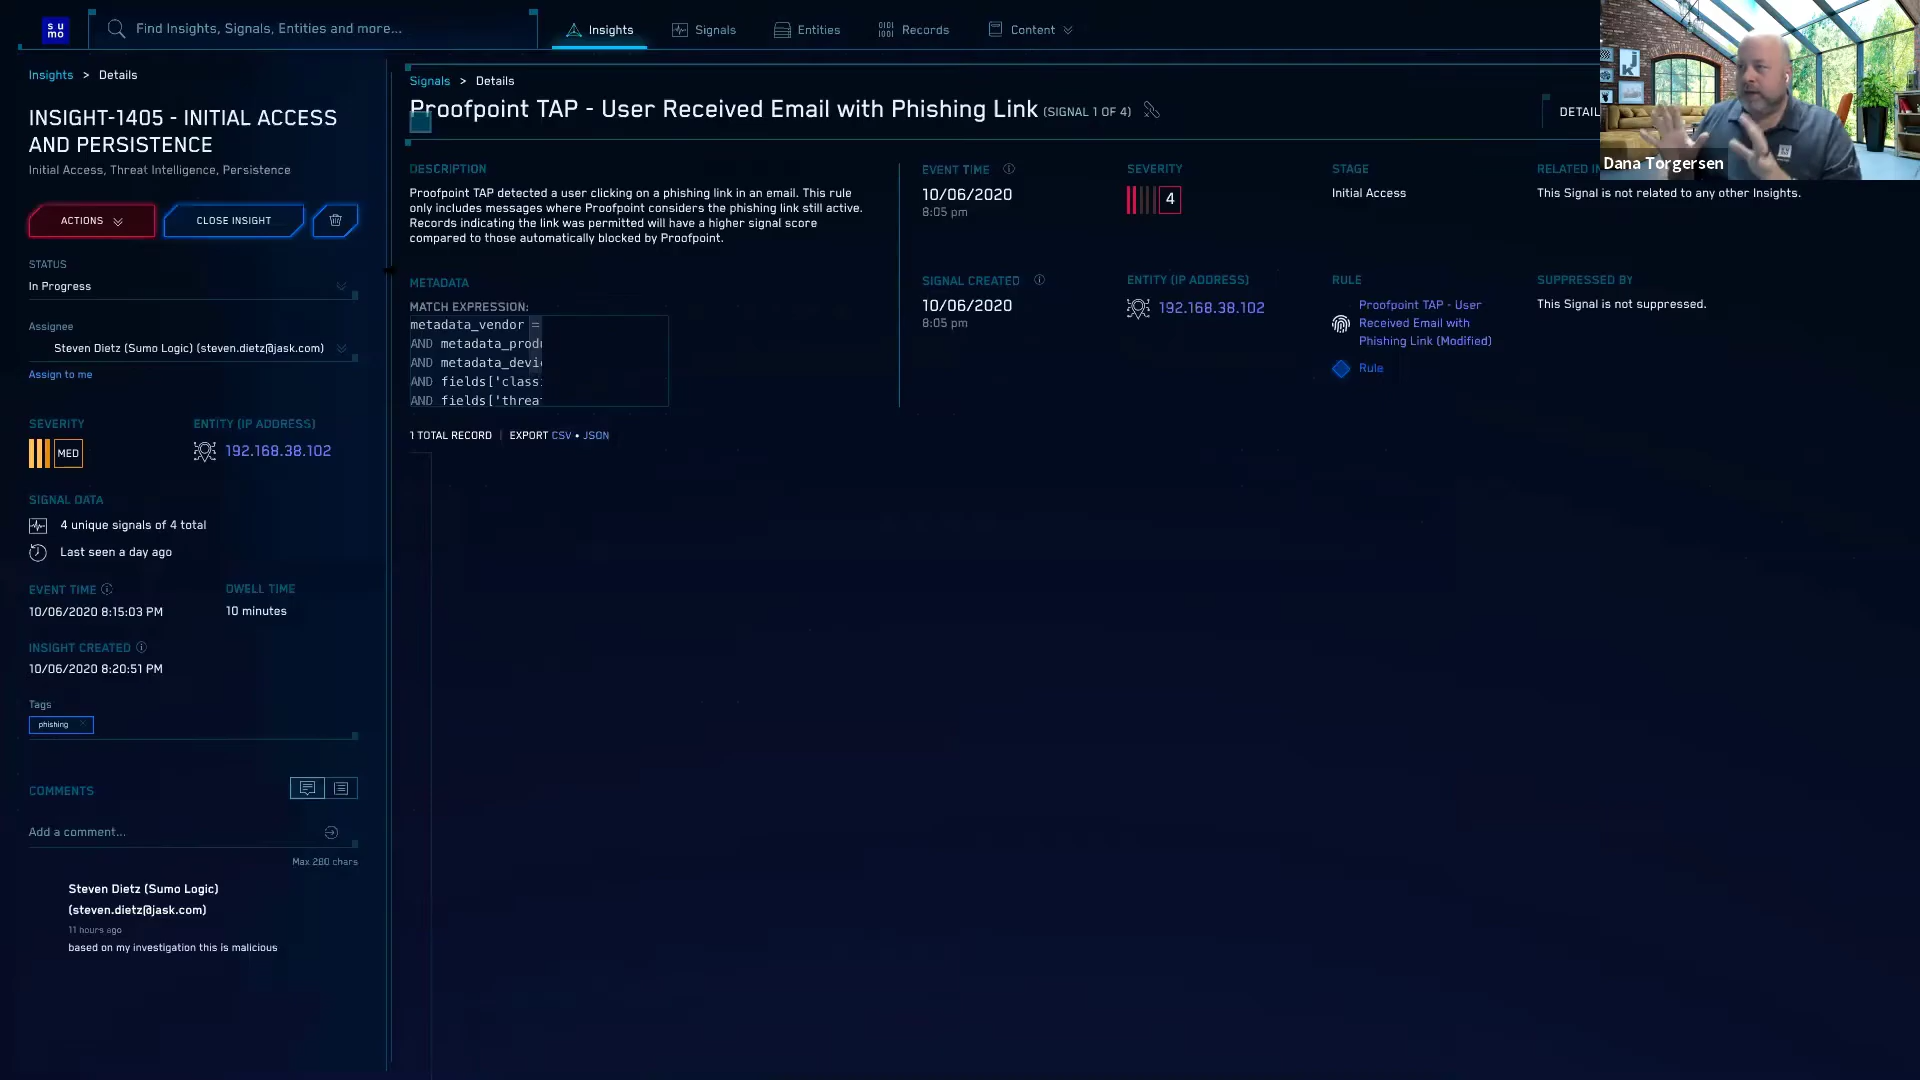 su
mo
Find Insights, Signals, Entities and more...
Insights
Signals
Entities
Records
Content
Insights > Details
INSIGHT-1405 - INITIAL ACCESS
AND PERSISTENCE
Initial Access, Threat Intelligence, Persistence
ACTIONS
CLOSE INSIGHT
STATUS
In Progress
Assignee
Steven Dietz (Sumo Logic) (steven.dietz@jask.com)
Assign to me
SEVERITY
MED
ENTITY (IP ADDRESS)
192.168.38.102
SIGNAL DATA
4 unique signals of 4 total
Last seen a day ago
EVENT TIME
10/06/2020 8:15:03 PM
DWELL TIME
10 minutes
INSIGHT CREATED
10/06/2020 8:20:51 PM
Tags
phishing
COMMENTS
Add a comment...
Max 280 chars
Steven Dietz (Sumo Logic)
(steven.dietz@jask.com)
11 hours ago
based on my investigation this is malicious
Signals > Details
Proofpoint TAP - User Received Email with Phishing Link (SIGNAL 1 OF 4)
DETAIL
DESCRIPTION
Proofpoint TAP detected a user clicking on a phishing link in an email. This rule
only includes messages where Proofpoint considers the phishing link still active.
Records indicating the link was permitted will have a higher signal score
compared to those automatically blocked by Proofpoint.
METADATA
MATCH EXPRESSION:
metadata_vendor =
AND metadata_produ
AND metadata_devi
AND fields['class
AND fields['threa
1 TOTAL RECORD | EXPORT CSV • JSON
EVENT TIME
10/06/2020
8:05 pm
SEVERITY
4
STAGE
Initial Access
RELATED IN
This Signal is not related to any other Insights.
SIGNAL CREATED
10/06/2020
8:05 pm
ENTITY (IP ADDRESS)
192.168.38.102
RULE
Proofpoint TAP - User
Received Email with
Phishing Link (Modified)
Rule
SUPPRESSED BY
This Signal is not suppressed.
Dana Torgersen